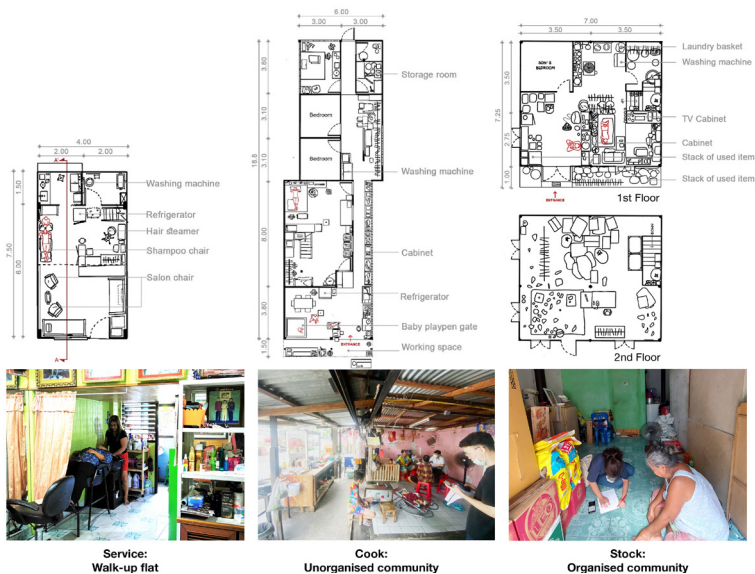 4.00
2.00
2.00
A'
1.50
7.50
6.00
A'
Washing machine
Refrigerator
Hair steamer
Shampoo chair
Salon chair
6.00
3.00
3.00
3.80
3.10
18.8
3.10
8.00
3.80
1.50
Bedroom
Bedroom
ENTRANCE
Storage room
Washing machine
Cabinet
Refrigerator
Baby playpen gate
Working space
7.00
3.50
3.50
3.50
7.25
2.75
1.00
SON'S
BEDROOM
ENTRANCE
Laundry basket
Washing machine
TV Cabinet
Cabinet
Stack of used item
Stack of used item
1st Floor
2nd Floor
Service:
Walk-up flat
Cook:
Unorganised community
Stock:
Organised community